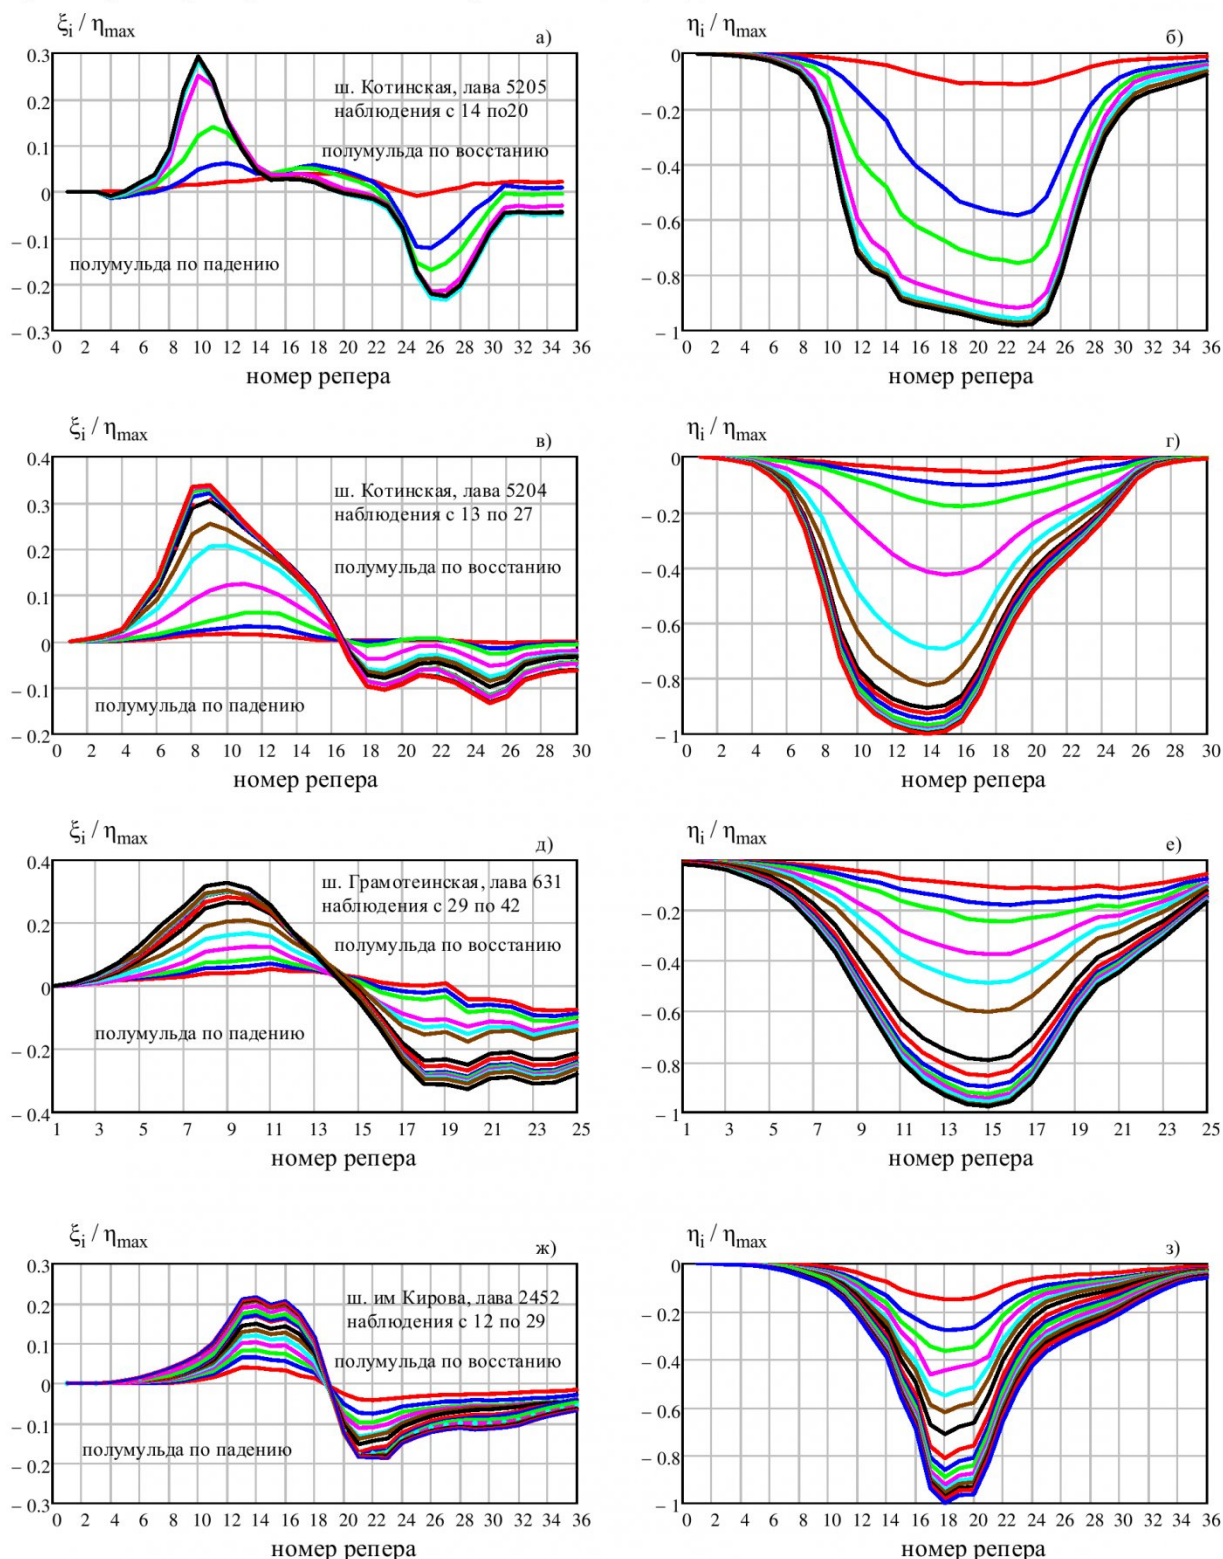 ξi / ηmax
а)
0.3
0.2
0.1
0
– 0.1
– 0.2
– 0.3
ш. Котинская, лава 5205
наблюдения с 14 по20
полумульда по восстанию
полумульда по падению
0 2 4 6 8 10 12 14 16 18 20 22 24 26 28 30 32 34 36
номер репера
ηi / ηmax
б)
0
– 0.2
– 0.4
– 0.6
– 0.8
– 1
0 2 4 6 8 10 12 14 16 18 20 22 24 26 28 30 32 34 36
номер репера
ξi / ηmax
в)
0.4
0.3
0.2
0.1
0
– 0.1
– 0.2
ш. Котинская, лава 5204
наблюдения с 13 по 27
полумульда по восстанию
полумульда по падению
0 2 4 6 8 11 13 15 17 19 20 22 24 26 28 30
номер репера
ηi / ηmax
г)
0
– 0.2
– 0.4
– 0.6
– 0.8
– 1
0 2 4 6 8 10 12 14 16 18 20 22 24 26 28 30
номер репера
ξi / ηmax
д)
0.4
0.2
0
– 0.2
– 0.4
ш. Грамотеинская, лава 631
наблюдения с 29 по 42
полумульда по восстанию
полумульда по падению
1 3 5 7 9 11 13 15 17 19 21 23 25
номер репера
ηi / ηmax
е)
– 0.2
– 0.4
– 0.6
– 0.8
– 1
1 3 5 7 9 11 13 15 17 19 21 23 25
номер репера
ξi / ηmax
ж)
0.3
0.2
0.1
0
– 0.1
– 0.2
– 0.3
ш. им Кирова, лава 2452
наблюдения с 12 по 29
полумульда по восстанию
полумульда по падению
0 2 4 6 8 10 12 14 16 18 20 22 24 26 28 30 32 34 36
номер репера
ηi / ηmax
з)
0
– 0.2
– 0.4
– 0.6
– 0.8
– 1
0 2 4 6 8 10 12 14 16 18 20 22 24 26 28 30 32 34 36
номер репера